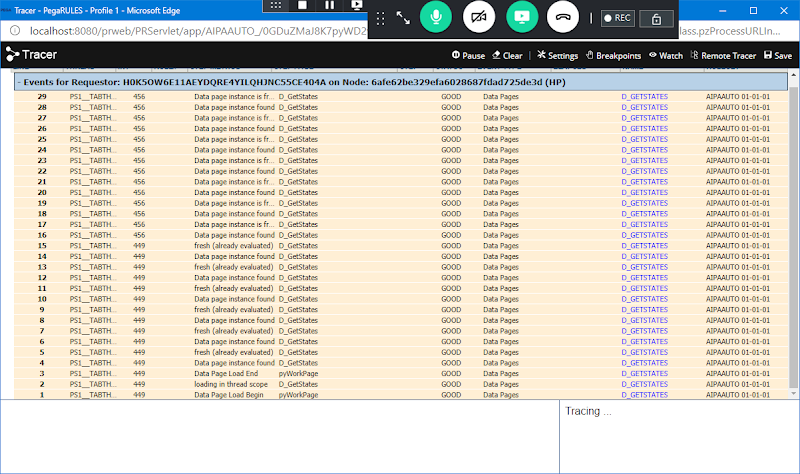 Tracer - PegaRULES - Profile 1 - Microsoft Edge
localhost:8080/prweb/PRServlet/app/AIPAAUTO_/0GDuZMaJ8K7pyWD2 lass.pzProcessURLIn...
REC
Tracer Pause Clear Settings Breakpoints Watch Remote Tracer Save
Events for Requestor: H0K5OW6E11AEYDQRE4YILQHJNC55CE404A on Node: 6afe62be329efa6028687fdad725de3d (HP)
29 PS1__TABTH... 456 Data page instance is fr... D_GetStates GOOD Data Pages D_GETSTATES AIPAAUTO 01-01-01
28 PS1__TABTH... 456 Data page instance found D_GetStates GOOD Data Pages D_GETSTATES AIPAAUTO 01-01-01
27 PS1__TABTH... 456 Data page instance is fr... D_GetStates GOOD Data Pages D_GETSTATES AIPAAUTO 01-01-01
26 PS1__TABTH... 456 Data page instance found D_GetStates GOOD Data Pages D_GETSTATES AIPAAUTO 01-01-01
25 PS1__TABTH... 456 Data page instance is fr... D_GetStates GOOD Data Pages D_GETSTATES AIPAAUTO 01-01-01
24 PS1__TABTH... 456 Data page instance found D_GetStates GOOD Data Pages D_GETSTATES AIPAAUTO 01-01-01
23 PS1__TABTH... 456 Data page instance is fr... D_GetStates GOOD Data Pages D_GETSTATES AIPAAUTO 01-01-01
22 PS1__TABTH... 456 Data page instance found D_GetStates GOOD Data Pages D_GETSTATES AIPAAUTO 01-01-01
21 PS1__TABTH... 456 Data page instance is fr... D_GetStates GOOD Data Pages D_GETSTATES AIPAAUTO 01-01-01
20 PS1__TABTH... 456 Data page instance found D_GetStates GOOD Data Pages D_GETSTATES AIPAAUTO 01-01-01
19 PS1__TABTH... 456 Data page instance is fr... D_GetStates GOOD Data Pages D_GETSTATES AIPAAUTO 01-01-01
18 PS1__TABTH... 456 Data page instance found D_GetStates GOOD Data Pages D_GETSTATES AIPAAUTO 01-01-01
17 PS1__TABTH... 456 Data page instance is fr... D_GetStates GOOD Data Pages D_GETSTATES AIPAAUTO 01-01-01
16 PS1__TABTH... 456 Data page instance found D_GetStates GOOD Data Pages D_GETSTATES AIPAAUTO 01-01-01
15 PS1__TABTH... 449 fresh (already evaluated) D_GetStates GOOD Data Pages D_GETSTATES AIPAAUTO 01-01-01
14 PS1__TABTH... 449 Data page instance found D_GetStates GOOD Data Pages D_GETSTATES AIPAAUTO 01-01-01
13 PS1__TABTH... 449 fresh (already evaluated) D_GetStates GOOD Data Pages D_GETSTATES AIPAAUTO 01-01-01
12 PS1__TABTH... 449 Data page instance found D_GetStates GOOD Data Pages D_GETSTATES AIPAAUTO 01-01-01
11 PS1__TABTH... 449 fresh (already evaluated) D_GetStates GOOD Data Pages D_GETSTATES AIPAAUTO 01-01-01
10 PS1__TABTH... 449 Data page instance found D_GetStates GOOD Data Pages D_GETSTATES AIPAAUTO 01-01-01
9 PS1__TABTH... 449 fresh (already evaluated) D_GetStates GOOD Data Pages D_GETSTATES AIPAAUTO 01-01-01
8 PS1__TABTH... 449 Data page instance found D_GetStates GOOD Data Pages D_GETSTATES AIPAAUTO 01-01-01
7 PS1__TABTH... 449 fresh (already evaluated) D_GetStates GOOD Data Pages D_GETSTATES AIPAAUTO 01-01-01
6 PS1__TABTH... 449 Data page instance found D_GetStates GOOD Data Pages D_GETSTATES AIPAAUTO 01-01-01
5 PS1__TABTH... 449 fresh (already evaluated) D_GetStates GOOD Data Pages D_GETSTATES AIPAAUTO 01-01-01
4 PS1__TABTH... 449 Data page instance found D_GetStates GOOD Data Pages D_GETSTATES AIPAAUTO 01-01-01
3 PS1__TABTH... 449 Data Page Load End pyWorkPage GOOD Data Pages D_GETSTATES AIPAAUTO 01-01-01
2 PS1__TABTH... 449 loading in thread scope D_GetStates GOOD Data Pages D_GETSTATES AIPAAUTO 01-01-01
1 PS1__TABTH... 449 Data Page Load Begin pyWorkPage GOOD Data Pages D_GETSTATES AIPAAUTO 01-01-01
Tracing ...